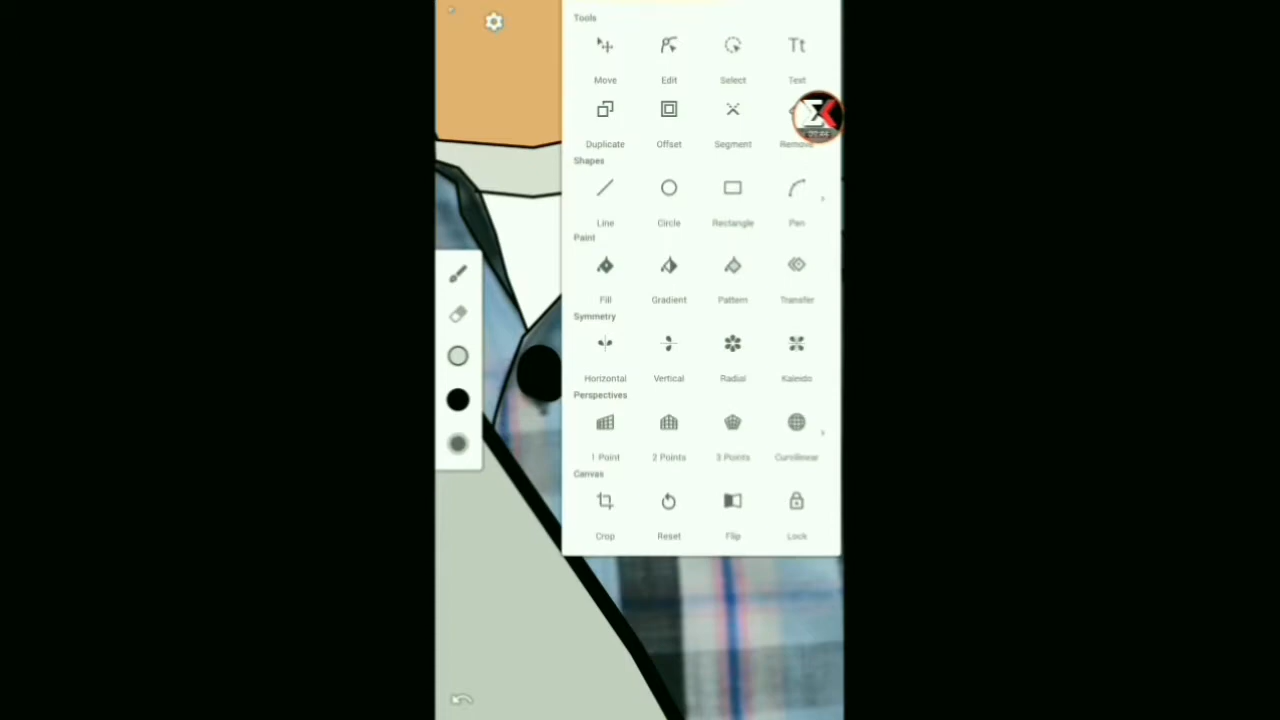 Tools
Move Edit Select Text
Duplicate Offset Segment Remove
Shapes
Line Circle Rectangle Pen
Paint
Fill Gradient Pattern Transfer
Symmetry
Horizontal Vertical Radial Kaleido
Perspectives
1 Point 2 Points 3 Points Curvilinear
Canvas
Crop Reset Flip Lock